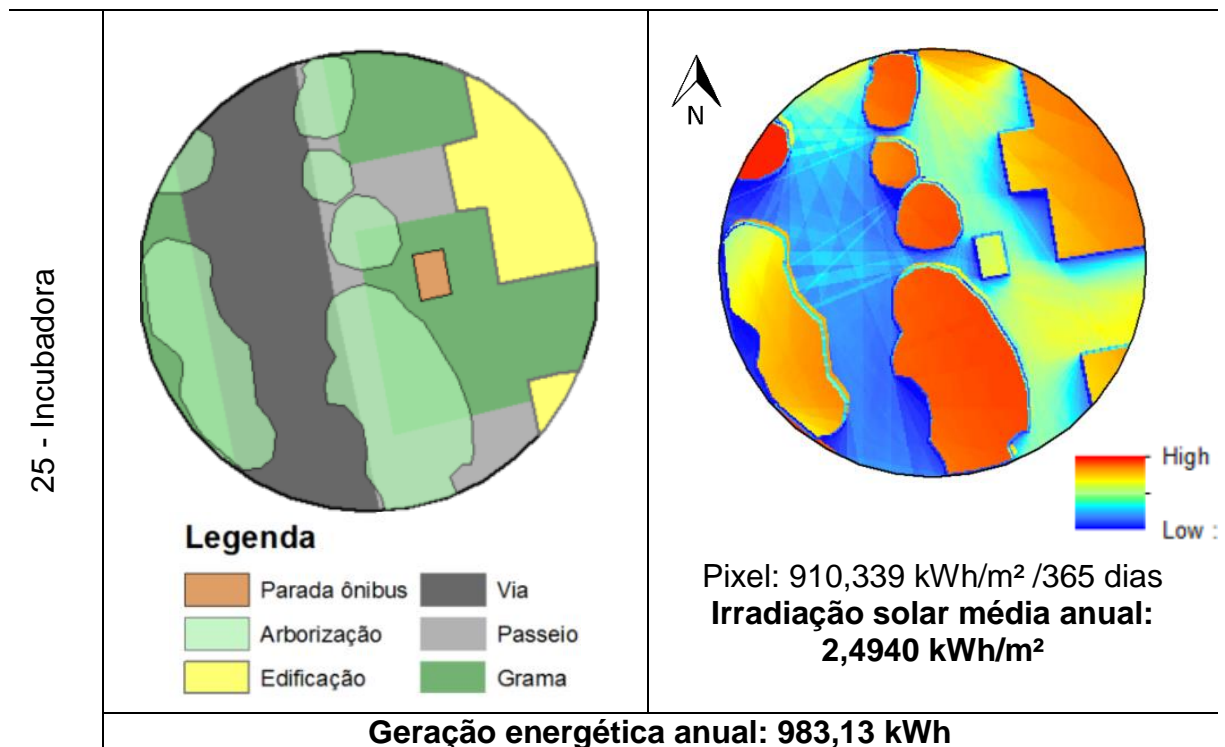 25 - Incubadora
Legenda
Parada ônibus
Via
Arborização
Passeio
Edificação
Grama
N
High
Low :
Pixel: 910,339 kWh/m² /365 dias
Irradiação solar média anual:
2,4940 kWh/m²
Geração energética anual: 983,13 kWh